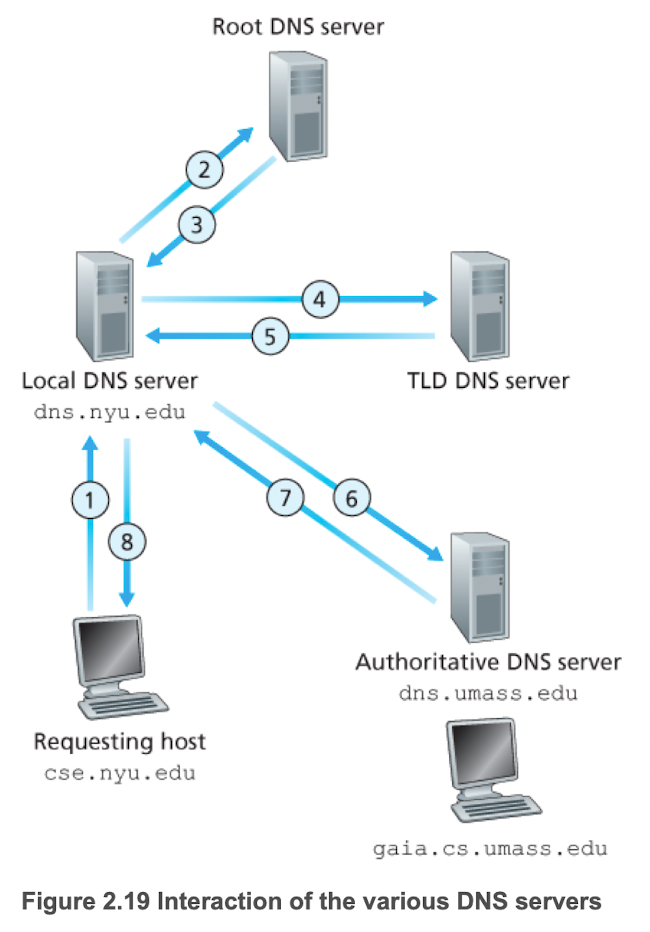 Root DNS server
2
3
4
5
Local DNS server
dns.nyu.edu
TLD DNS server
1
8
7
6
Authoritative DNS server
dns.umass.edu
Requesting host
cse.nyu.edu
gaia.cs.umass.edu
Figure 2.19 Interaction of the various DNS servers